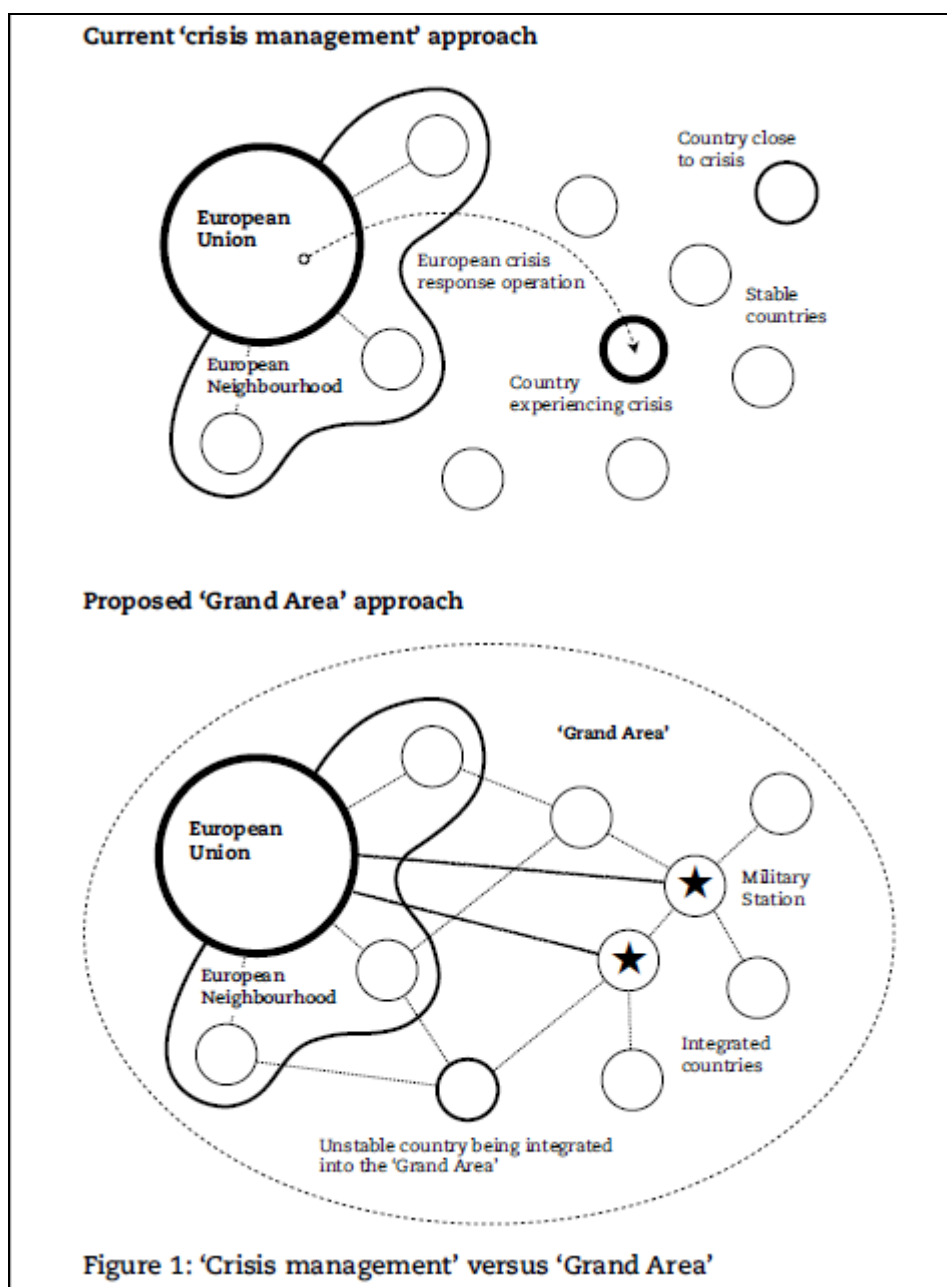 Current ‘crisis management’ approach
Country close
to crisis
European
Union
European crisis
response operation
Stable
countries
European
Neighbourhood
Country
experiencing crisis
Proposed ‘Grand Area’ approach
‘Grand Area’
European
Union
Military
Station
European
Neighbourhood
Integrated
countries
Unstable country being integrated
into the ‘Grand Area’
Figure 1: ‘Crisis management’ versus ‘Grand Area’